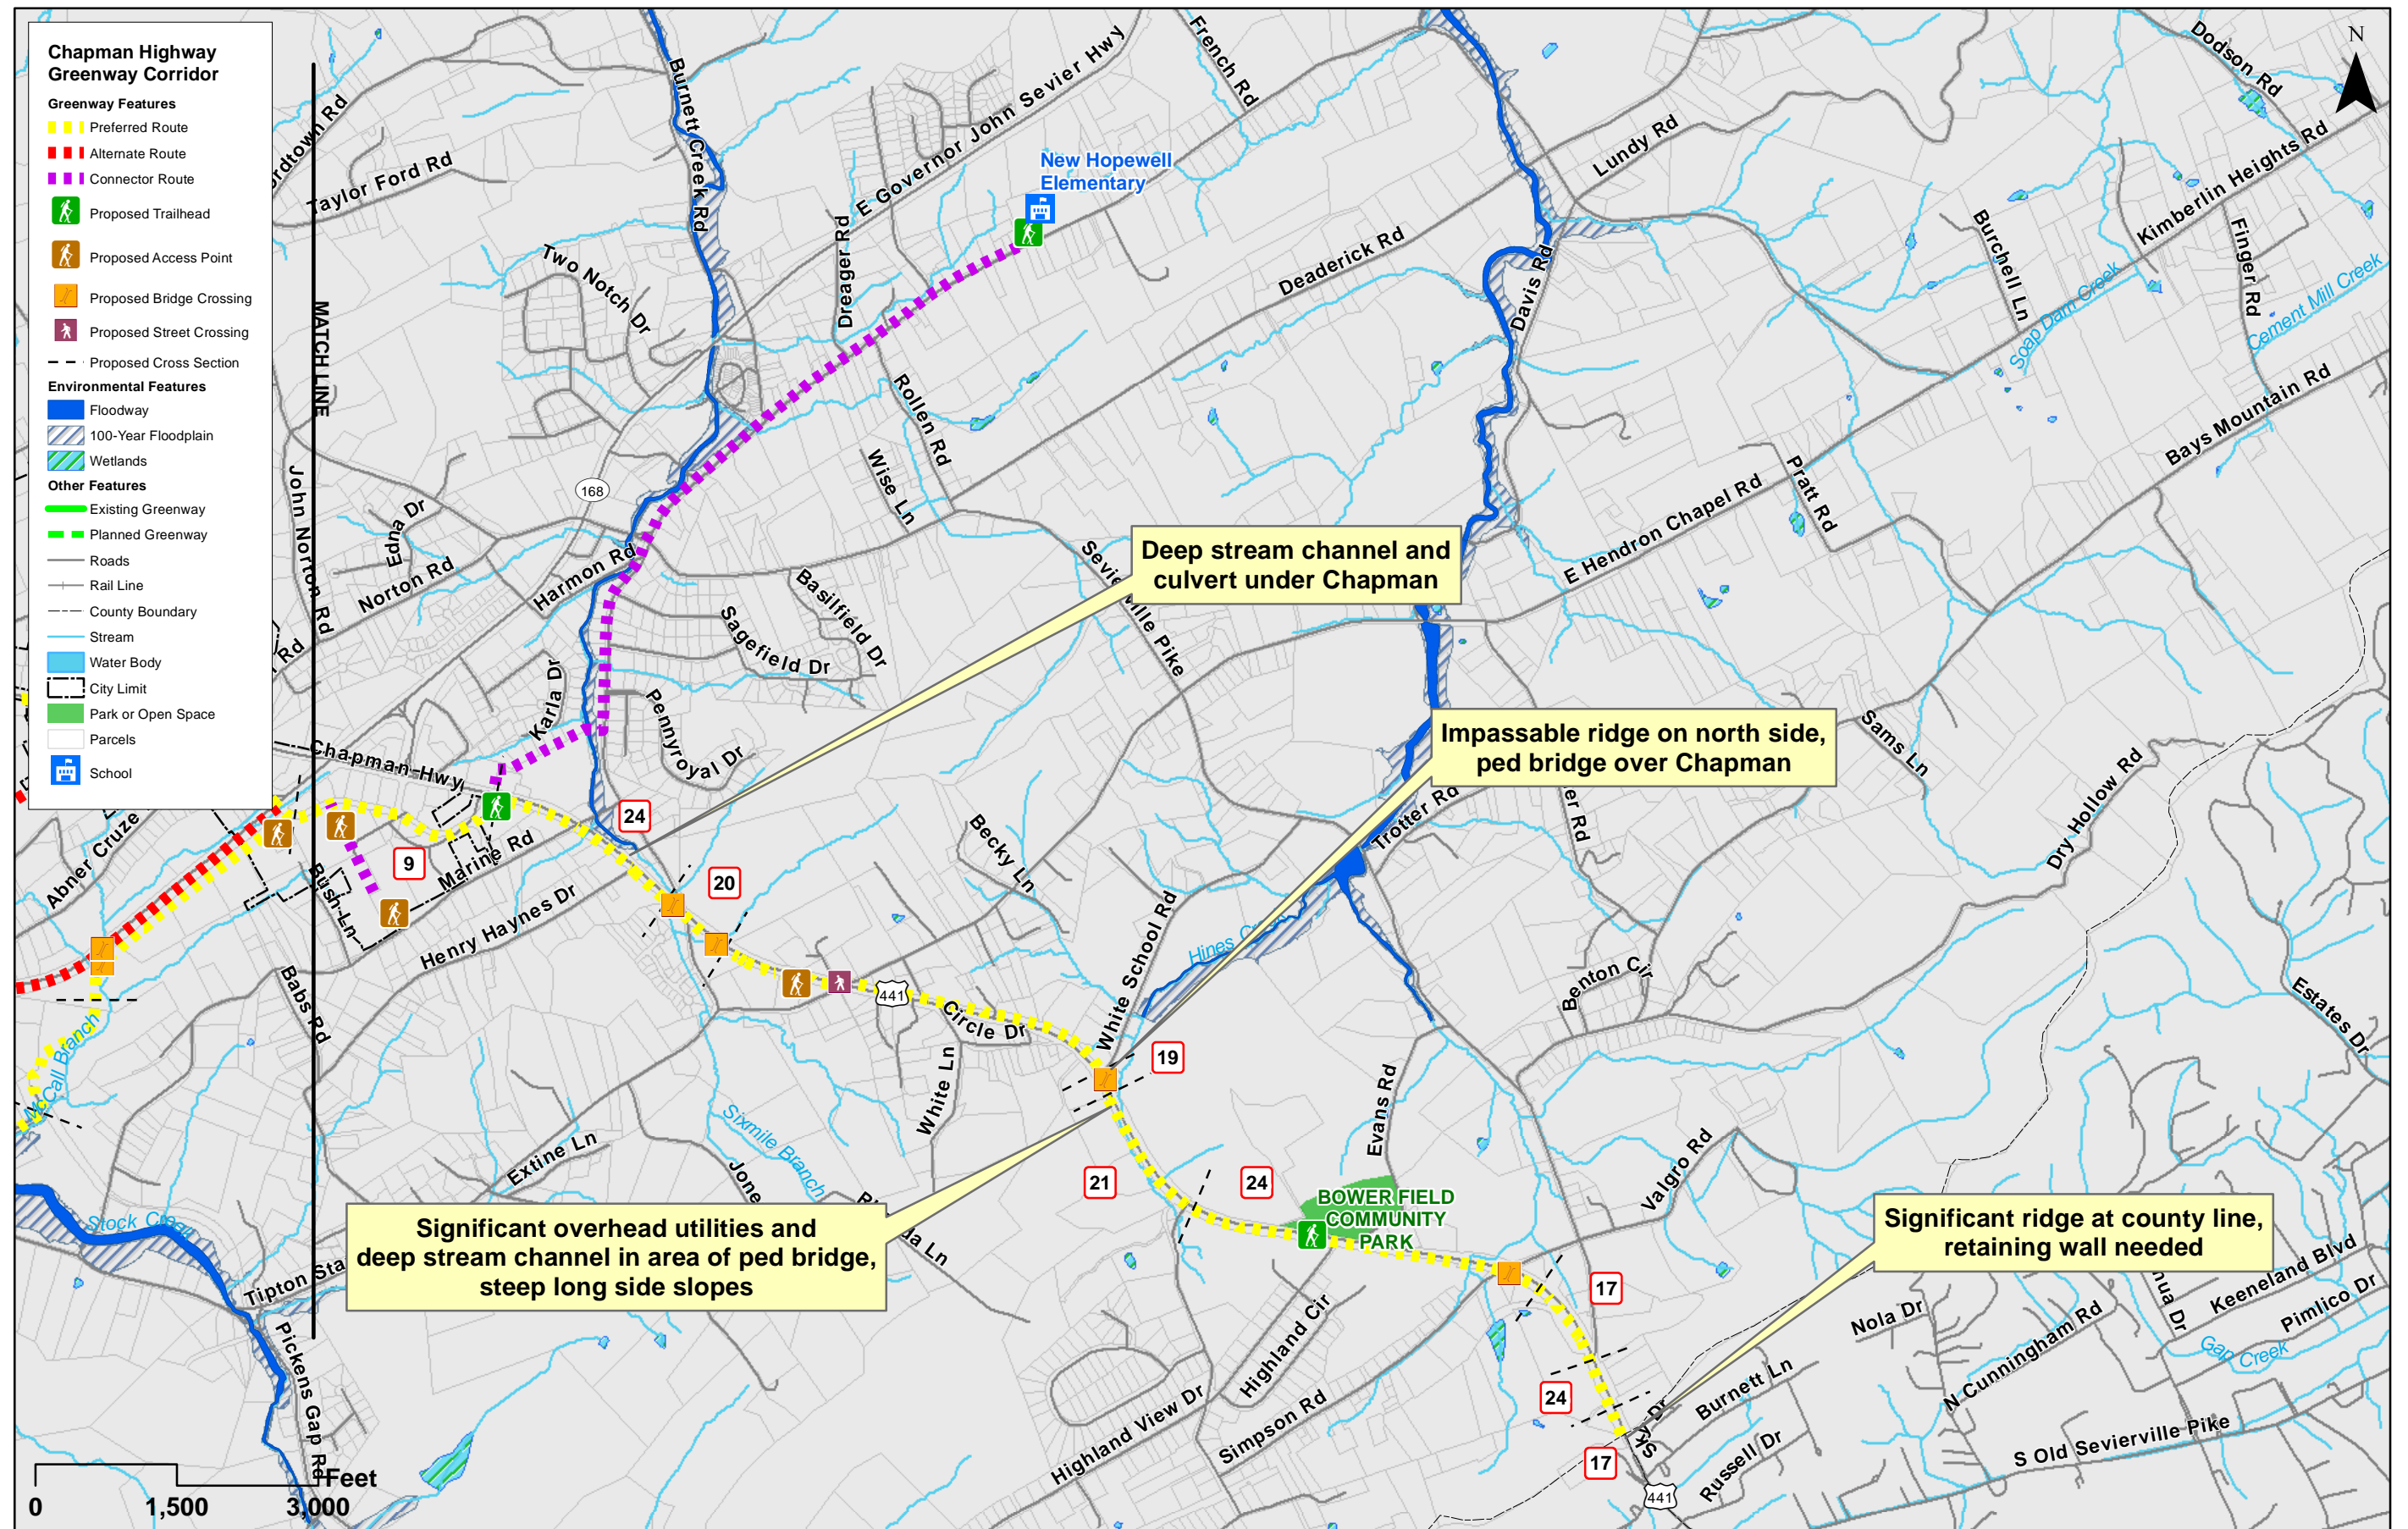 Chapman Highway
Greenway Corridor
Greenway Features
Preferred Route
Alternate Route
Connector Route
Proposed Trailhead
Proposed Access Point
Proposed Bridge Crossing
Proposed Street Crossing
Proposed Cross Section
Environmental Features
Floodway
100-Year Floodplain
Wetlands
Other Features
Existing Greenway
Planned Greenway
Roads
Rail Line
County Boundary
Stream
Water Body
City Limit
Park or Open Space
Parcels
School
MATCH LINE
N
Taylor Ford Rd
Burnett Creek Rd
E Governor John Sevier Hwy
French Rd
New Hopewell
Elementary
Lundy Rd
Dodson Rd
Kimberlin Heights Rd
Burchell Ln
Finger Rd
Soap Dam Creek
Cement Mill Creek
Two Notch Dr
Dreager Rd
Deaderick Rd
Davis Rd
Bays Mountain Rd
Rollen Rd
Wise Ln
168
John Norton Rd
Edna Dr
Norton Rd
Harmon Rd
Pratt Rd
E Hendron Chapel Rd
Deep stream channel and
culvert under Chapman
Basilfield Dr
Sagefield Dr
Karla Dr
Pennyroyal Dr
Rd
Chapman Hwy
Impassable ridge on north side,
ped bridge over Chapman
Sams Ln
Dry Hollow Rd
Trotter Rd
24
20
9
Abner Cruze
Bush Ln
Marine Rd
Henry Haynes Dr
Becky Ln
White School Rd
Babs Rd
441
Circle Dr
White Ln
Benton Cir
Estates Dr
McCall Branch
19
Evans Rd
Sixmile Branch
Extine Ln
21
24
BOWER FIELD
COMMUNITY
PARK
Valgro Rd
Significant overhead utilities and
deep stream channel in area of ped bridge,
steep long side slopes
Significant ridge at county line,
retaining wall needed
Stock Creek
Pickens Gap Rd
17
Keeneland Blvd
Pimlico Dr
Gap Creek
Nola Dr
N Cunningham Rd
Highland Cir
Highland View Dr
Simpson Rd
24
17
Sky Dr
Burnett Ln
Russell Dr
S Old Sevierville Pike
441
Feet
0
1,500
3,000